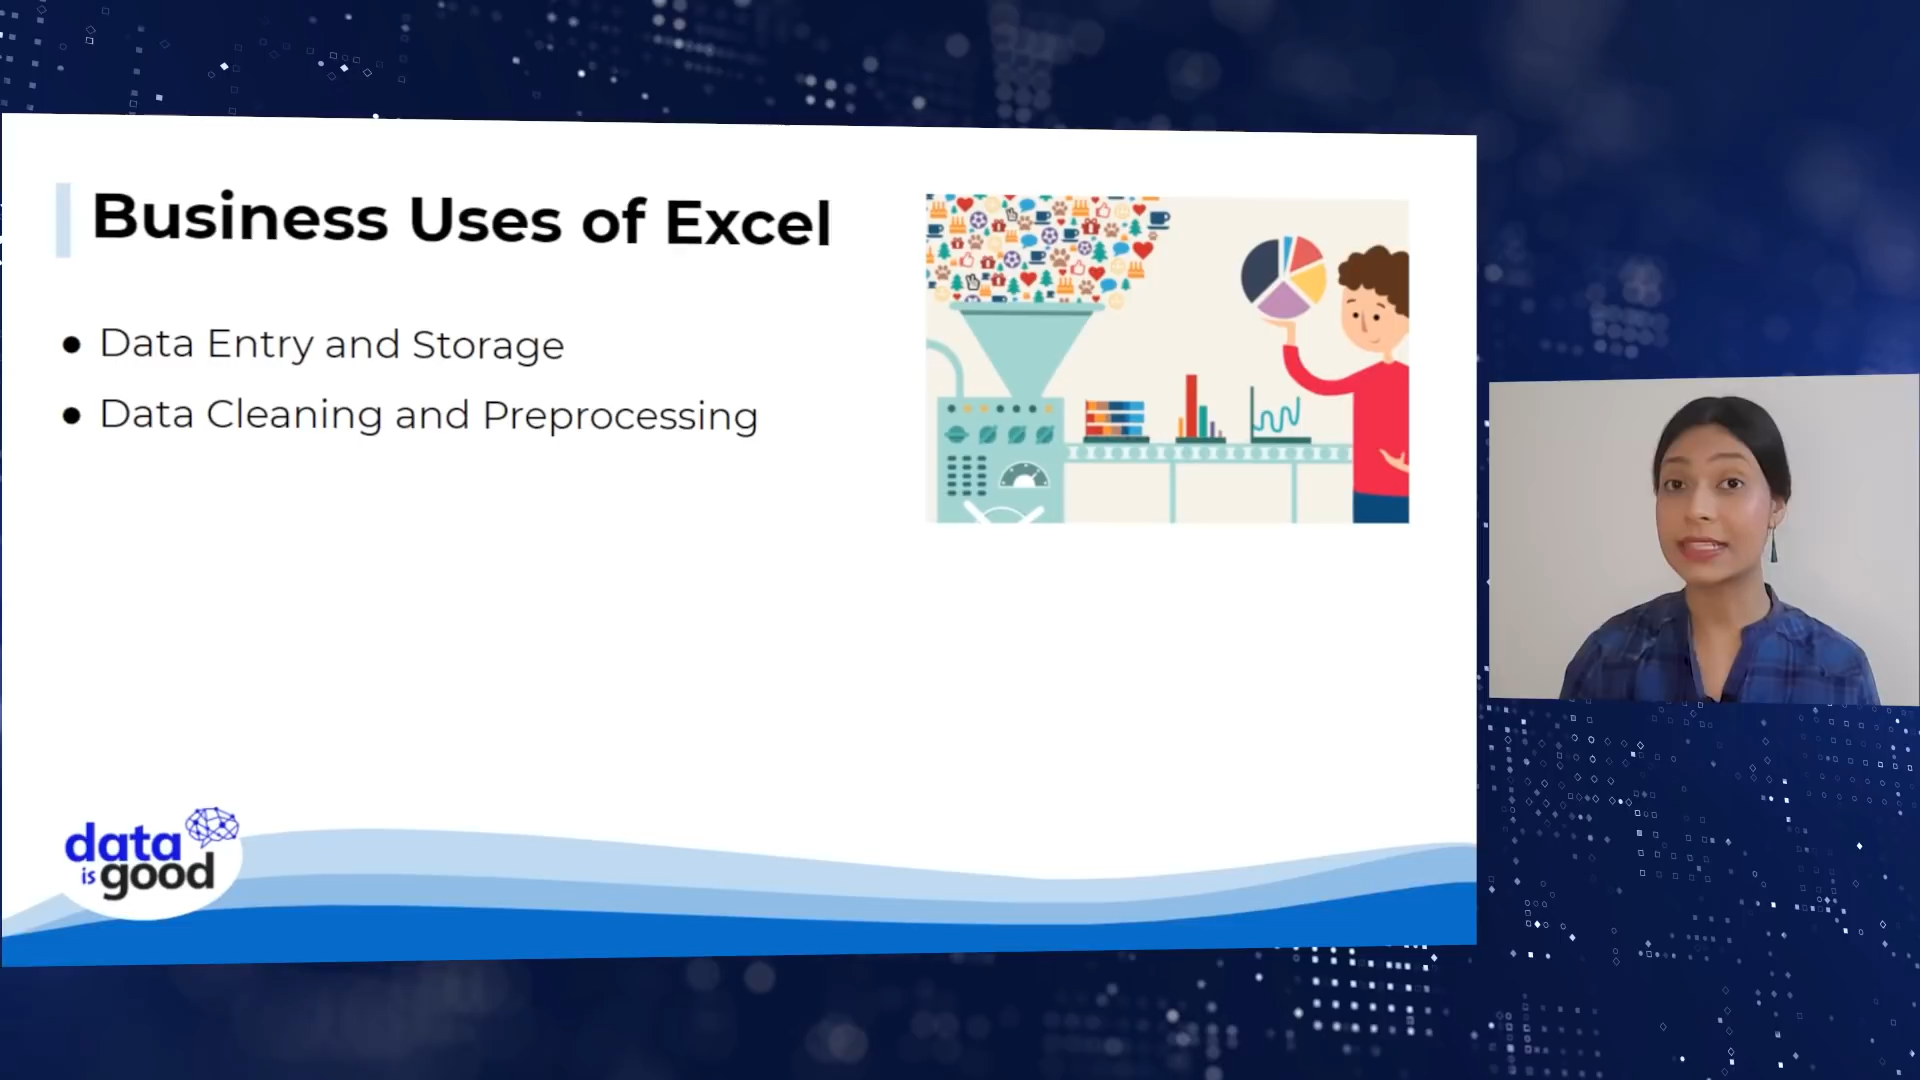 Business Uses of Excel
● Data Entry and Storage
● Data Cleaning and Preprocessing
data
is good